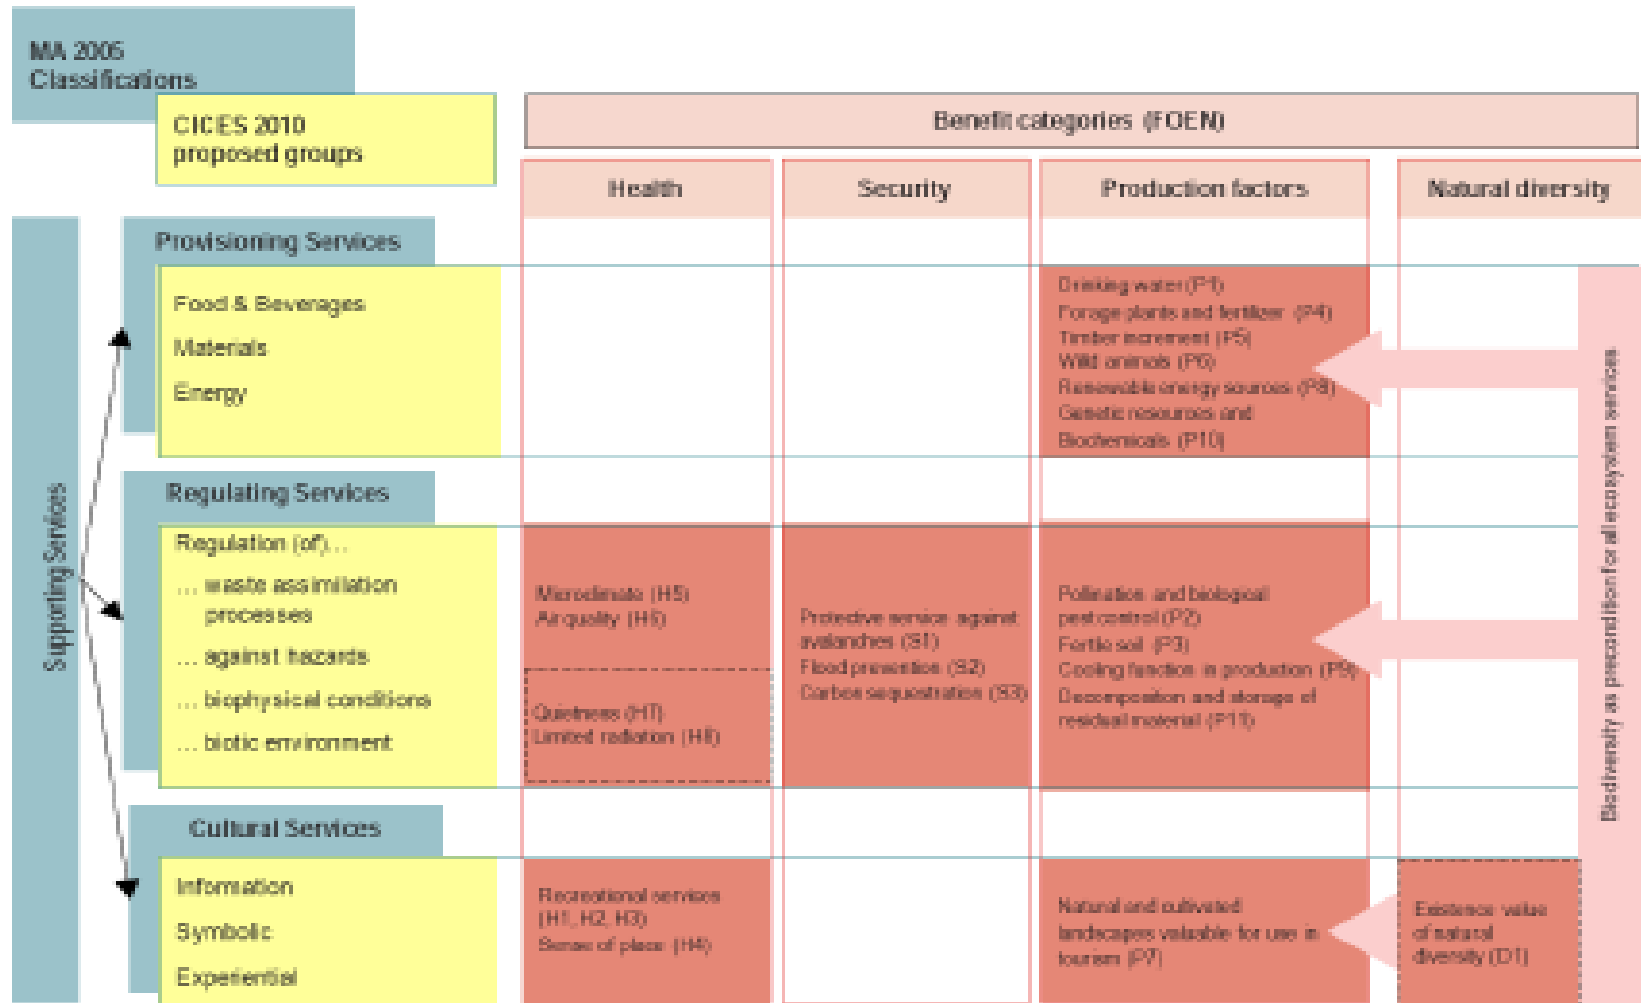 MA 2005
Classifications
CICES 2010
proposed groups
Benefit categories (FOEN)
Health
Security
Production factors
Natural diversity
Supporting Services
Provisioning Services
Food & Beverages
Materials
Energy
Drinking water (P1)
Forage plants and fertilizer (P4)
Timber increment (P5)
Wild animals (P6)
Renewable energy sources (P8)
Genetic resources and
Biochemicals (P10)
Regulating Services
Regulation (of)...
... waste assimilation
processes
... against hazards
... biophysical conditions
... biotic environment
Microclimate (H5)
Air quality (H6)
Quietness (H7)
Limited radiation (H8)
Protective service against
avalanches (S1)
Flood prevention (S2)
Carbon sequestration (S3)
Pollination and biological
pest control (P2)
Fertile soil (P3)
Cooling function in production (P9)
Decomposition and storage of
residual material (P11)
Cultural Services
Information
Symbolic
Experiential
Recreational services
(H1, H2, H3)
Sense of place (H4)
Natural and cultivated
landscapes valuable for use in
tourism (P7)
Existence value
of natural
diversity (D1)
Biodiversity as precondition for all ecosystem services